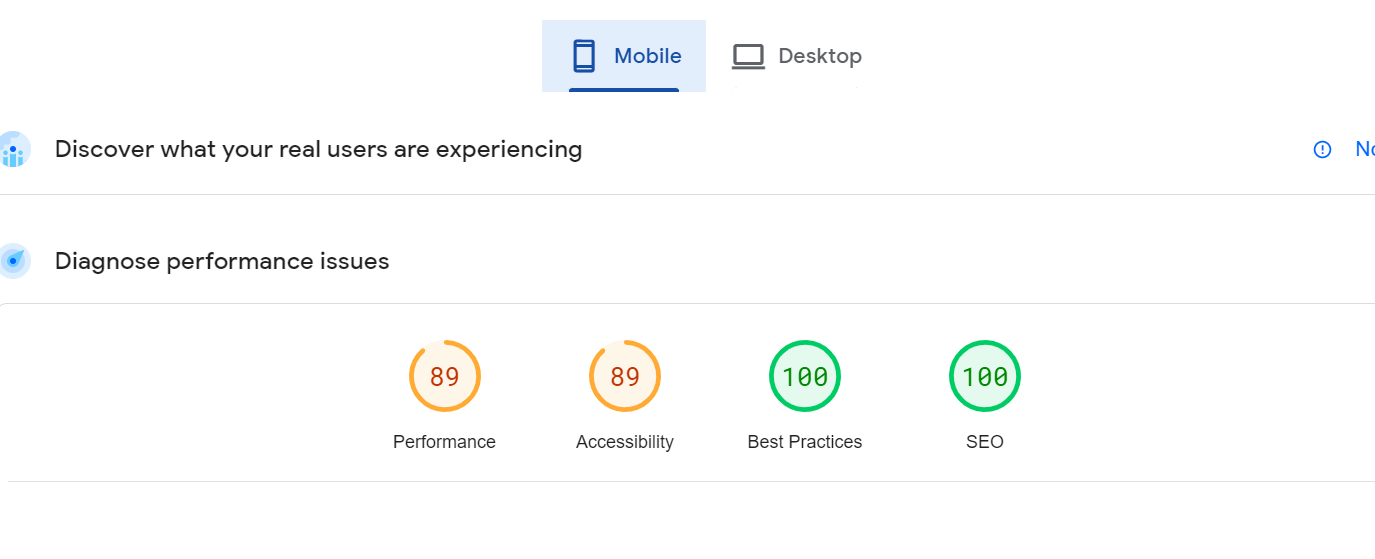 Mobile
Desktop
Discover what your real users are experiencing
Diagnose performance issues
89
89
100
100
Performance
Accessibility
Best Practices
SEO